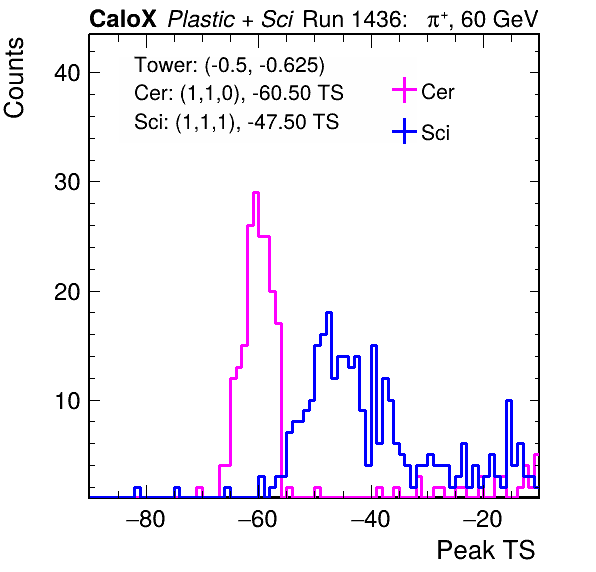 CaloX Plastic + Sci Run 1436: π⁺, 60 GeV
Counts
Tower: (-0.5, -0.625)
Cer: (1,1,0), -60.50 TS
Sci: (1,1,1), -47.50 TS
Cer
Sci
40
30
20
10
−80 −60 −40 −20
Peak TS